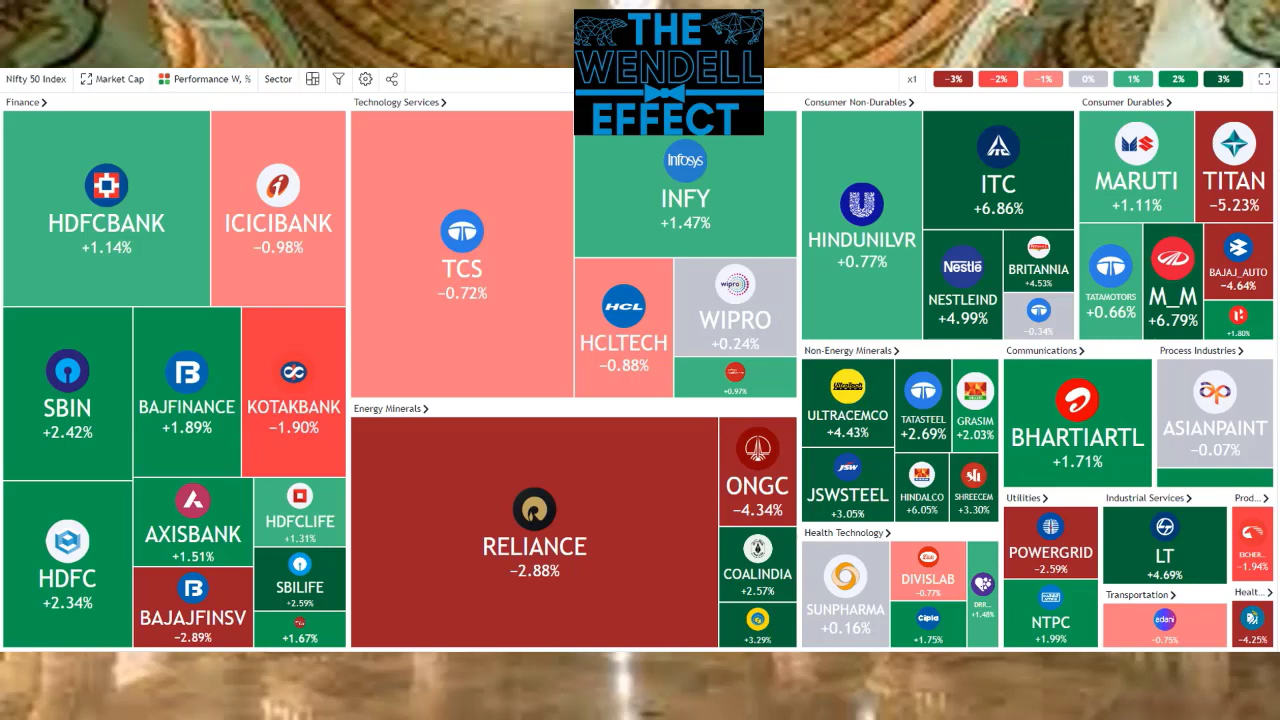 THE
WENDELL
EFFECT
Nifty 50 Index
Market Cap
Performance W, %
Sector
x1
−3%
−2%
−1%
0%
1%
2%
3%
Finance
HDFCBANK
+1.14%
ICICIBANK
−0.98%
SBIN
+2.42%
BAJFINANCE
+1.89%
KOTAKBANK
−1.90%
HDFC
+2.34%
AXISBANK
+1.51%
BAJAJFINSV
−2.89%
HDFCLIFE
+1.31%
SBILIFE
+2.59%
+1.67%
Technology Services
TCS
−0.72%
Infosys
INFY
+1.47%
HCL
HCLTECH
−0.88%
wipro
WIPRO
+0.24%
+0.97%
Energy Minerals
RELIANCE
−2.88%
ONGC
−4.34%
COALINDIA
+2.57%
+3.29%
Consumer Non-Durables
HINDUNILVR
+0.77%
ITC
+6.86%
Nestlé
NESTLEIND
+4.99%
BRITANNIA
+4.53%
−0.34%
Consumer Durables
MARUTI
+1.11%
TITAN
−5.23%
TATAMOTORS
+0.66%
M_M
+6.79%
BAJAJ_AUTO
−4.64%
+1.80%
Non-Energy Minerals
UltraTech
ULTRACEMCO
+4.43%
TATASTEEL
+2.69%
GRASIM
+2.03%
JSW
JSWSTEEL
+3.05%
HINDALCO
+6.05%
SHREECEM
+3.30%
Communications
BHARTIARTL
+1.71%
Process Industries
ap
ASIANPAINT
−0.07%
Health Technology
SUNPHARMA
+0.16%
DIVISLAB
−0.77%
Cipla
+1.75%
DRR...
+1.48%
Utilities
POWERGRID
−2.59%
NTPC
+1.99%
Industrial Services
LT
+4.69%
Transportation
adani
−0.75%
Prod...
EICHER...
−1.94%
Healt...
−4.25%